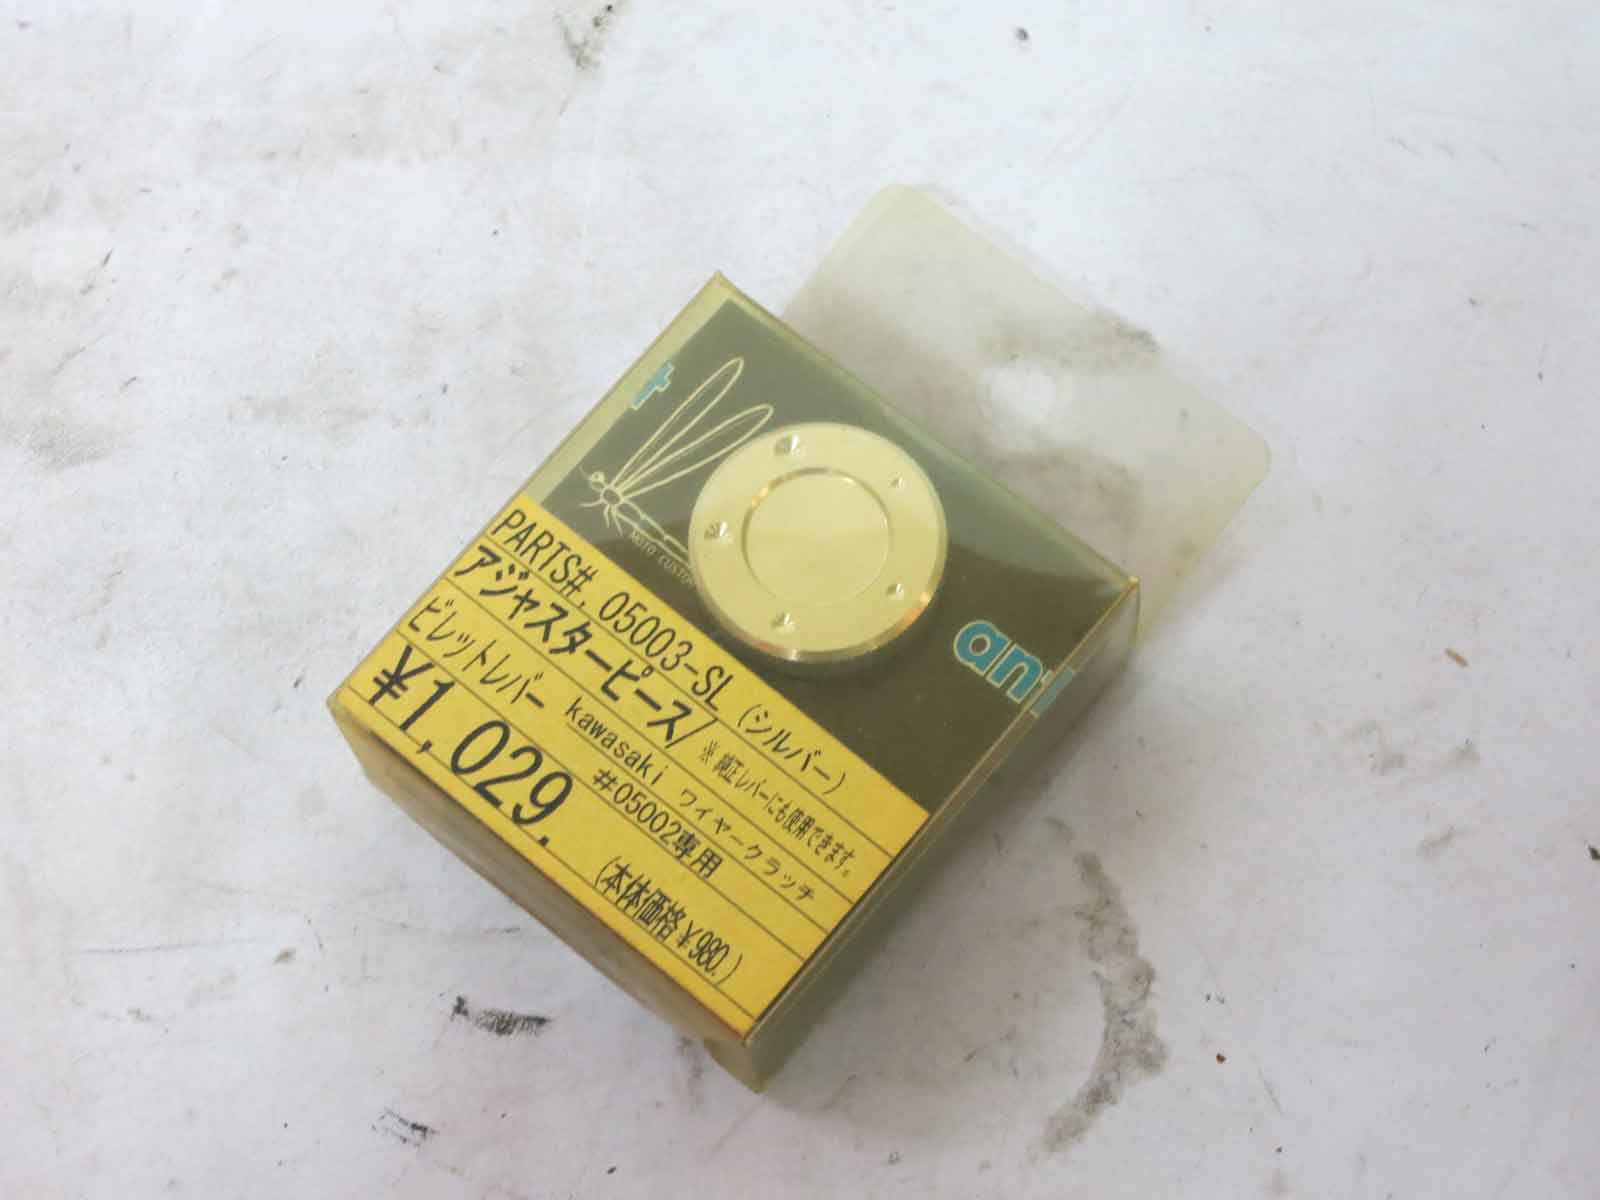 MOTO CUSTOM
PARTS#. 05003-SL (シルバー)
アジャスターピース/ ※純正レバーにも使用できます。
ビレットレバー kawasaki ワイヤークラッチ
#05002専用
¥1,029.
(本体価格¥980.)